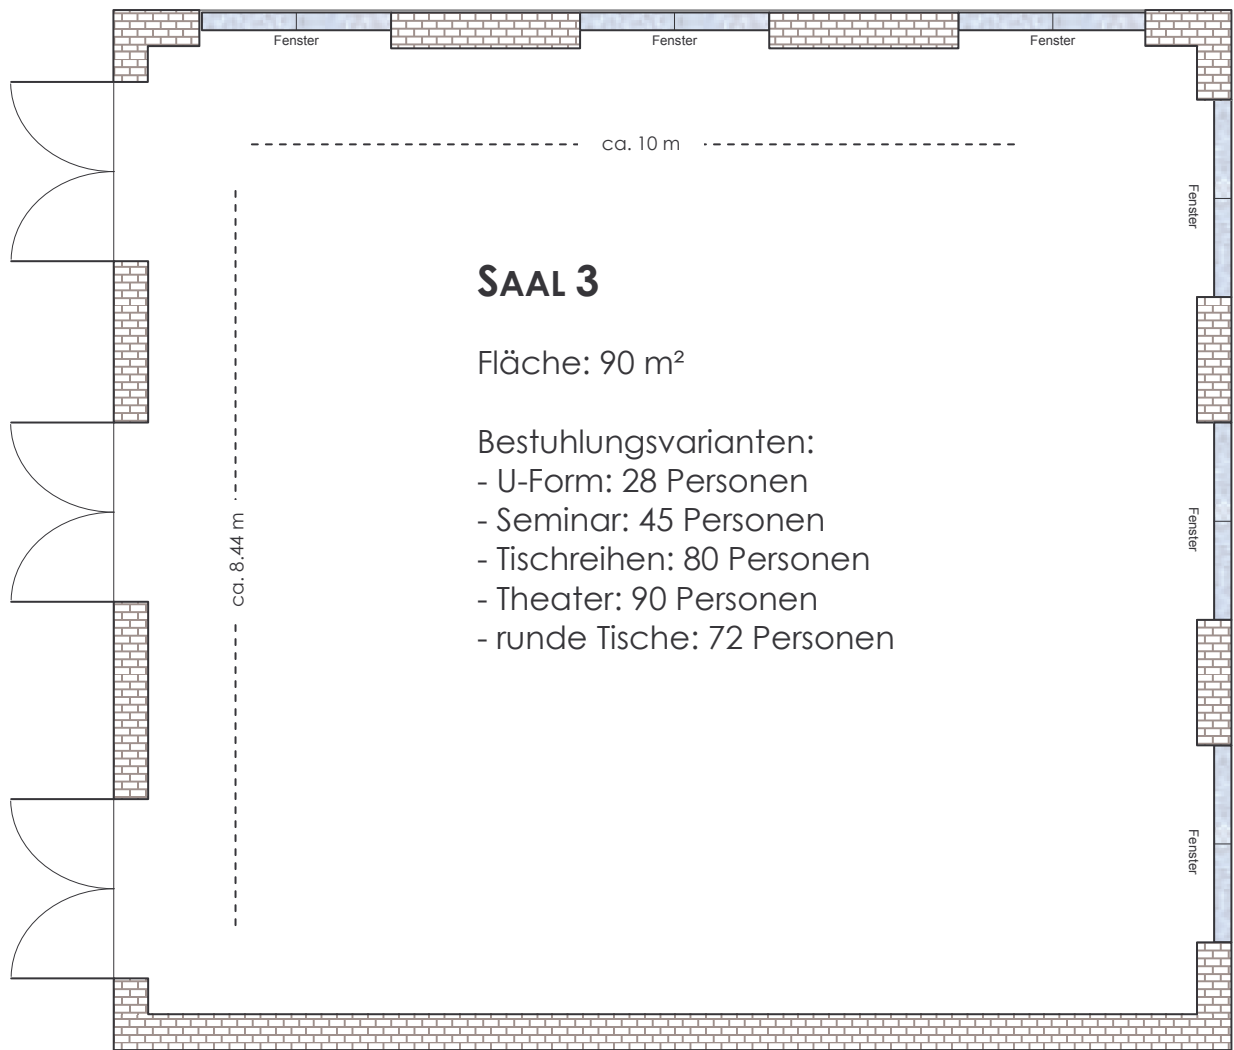 Fenster
Fenster
Fenster
ca. 10 m
Fenster
SAAL 3
Fläche: 90 m²
Bestuhlungsvarianten:
- U-Form: 28 Personen
- Seminar: 45 Personen
- Tischreihen: 80 Personen
- Theater: 90 Personen
- runde Tische: 72 Personen
ca. 8.44 m
Fenster
Fenster